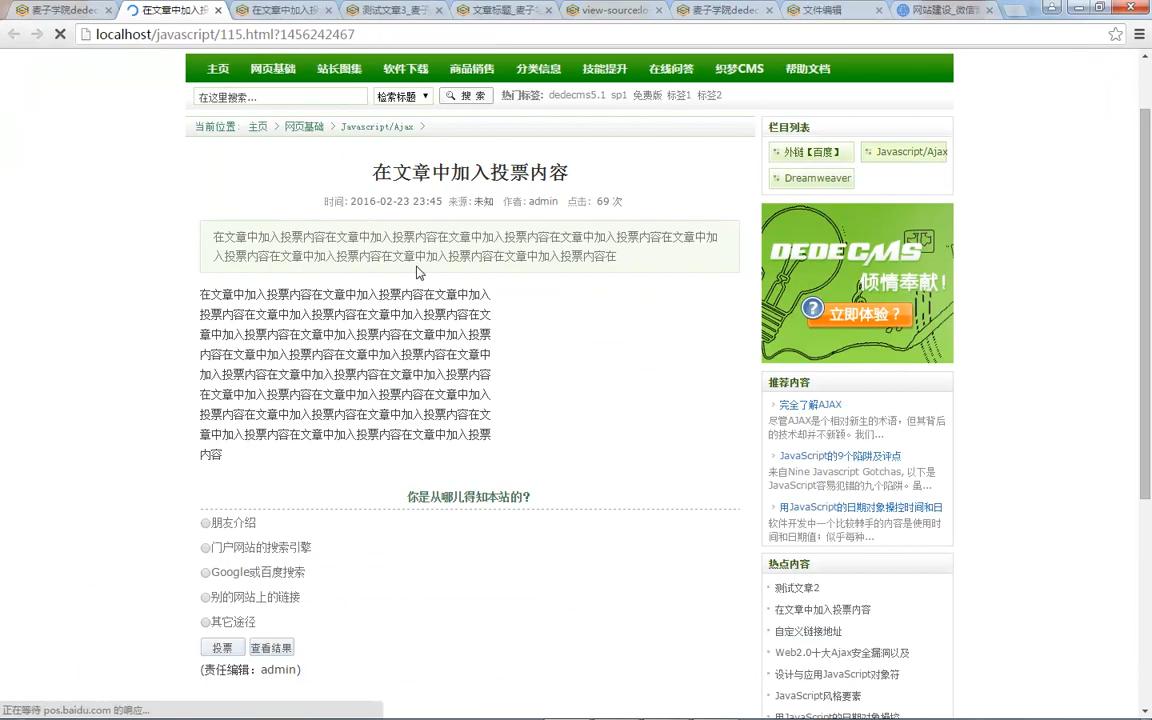 麦子学院dedec
在文章中加入投
在文章中加入投
测试文章3_麦子
文章标题_麦子学
view-source:lo
麦子学院dedec
文件编辑
网站建设_微信
localhost/javascript/115.html?1456242467
主页 网页基础 站长图集 软件下载 商品销售 分类信息 技能提升 在线问答 织梦CMS 帮助文档
在这里搜索... 检索标题 搜 索 热门标签: dedecms5.1 sp1 免费版 标签1 标签2
当前位置: 主页 > 网页基础 > Javascript/Ajax >
在文章中加入投票内容
时间: 2016-02-23 23:45 来源: 未知 作者: admin 点击: 69 次
在文章中加入投票内容在文章中加入投票内容在文章中加入投票内容在文章中加入投票内容在文章中加
入投票内容在文章中加入投票内容在文章中加入投票内容在文章中加入投票内容在
在文章中加入投票内容在文章中加入投票内容在文章中加入
投票内容在文章中加入投票内容在文章中加入投票内容在文
章中加入投票内容在文章中加入投票内容在文章中加入投票
内容在文章中加入投票内容在文章中加入投票内容在文章中
加入投票内容在文章中加入投票内容在文章中加入投票内容
在文章中加入投票内容在文章中加入投票内容在文章中加入
投票内容在文章中加入投票内容在文章中加入投票内容在文
章中加入投票内容在文章中加入投票内容在文章中加入投票
内容
你是从哪儿得知本站的?
朋友介绍
门户网站的搜索引擎
Google或百度搜索
别的网站上的链接
其它途径
投票 查看结果
(责任编辑: admin)
栏目列表
外链【百度】 Javascript/Ajax
Dreamweaver
DEDECMS
倾情奉献!
? 立即体验?
推荐内容
完全了解AJAX
尽管AJAX是个相对新生的术语，但其背后
的技术却并不新颖。我们...
JavaScript的9个陷阱及评点
来自Nine Javascript Gotchas, 以下是
JavaScript容易犯错的九个陷阱。虽...
用JavaScript的日期对象操控时间和日
软件开发中一个比较棘手的内容是使用时
间和日期值: 似乎每种...
热点内容
测试文章2
在文章中加入投票内容
自定义链接地址
Web2.0十大Ajax安全漏洞以及
设计与应用JavaScript对象符
JavaScript风格要素
用JavaScript的日期对象操控
正在等待 pos.baidu.com 的响应...